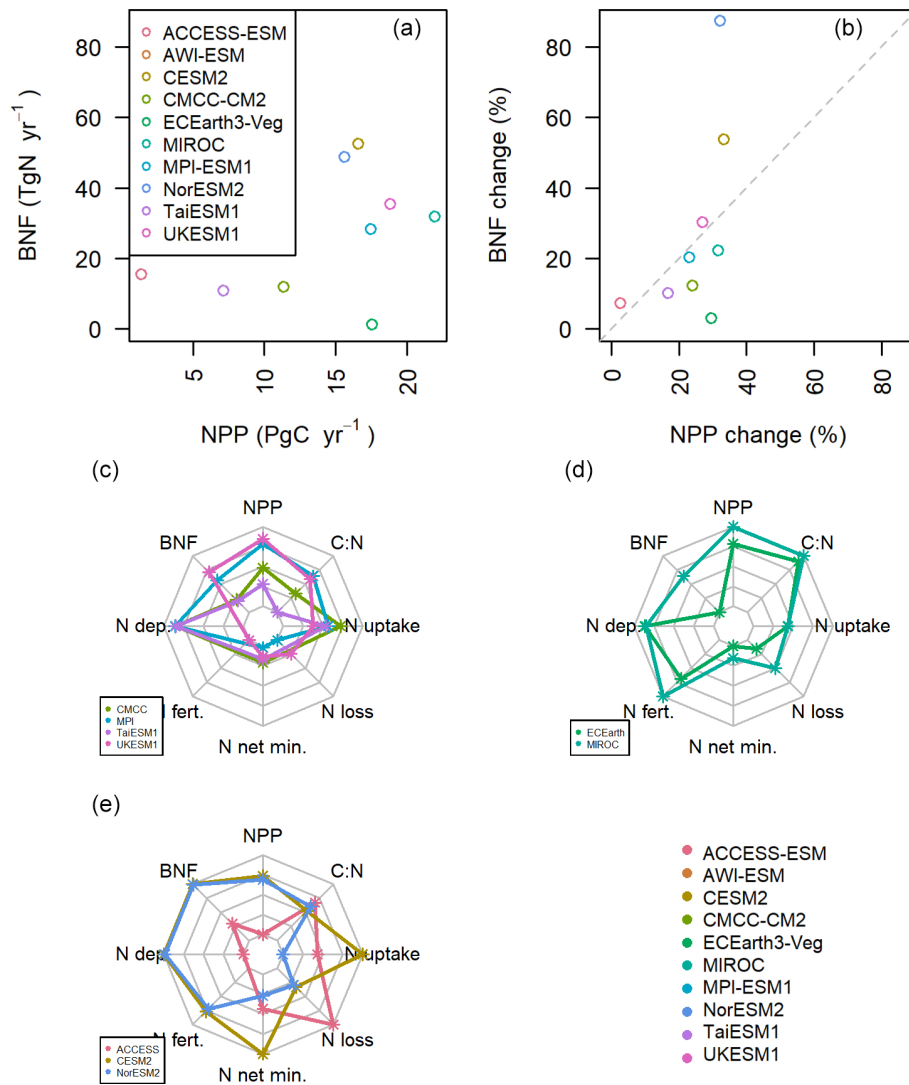 (a)
ACCESS-ESM
AWI-ESM
CESM2
CMCC-CM2
ECEarth3-Veg
MIROC
MPI-ESM1
NorESM2
TaiESM1
UKESM1
BNF (TgN yr−1)
0
20
40
60
80
5
10
15
20
NPP (PgC yr−1)
(b)
BNF change (%)
0
20
40
60
80
0
20
40
60
80
NPP change (%)
(c)
NPP
BNF
C:N
N dep.
N uptake
N fert.
N loss
N net min.
CMCC
MPI
TaiESM1
UKESM1
(d)
NPP
BNF
C:N
N dep.
N uptake
N fert.
N loss
N net min.
ECEarth
MIROC
(e)
NPP
BNF
C:N
N dep.
N uptake
N fert.
N loss
N net min.
ACCESS
CESM2
NorESM2
ACCESS-ESM
AWI-ESM
CESM2
CMCC-CM2
ECEarth3-Veg
MIROC
MPI-ESM1
NorESM2
TaiESM1
UKESM1